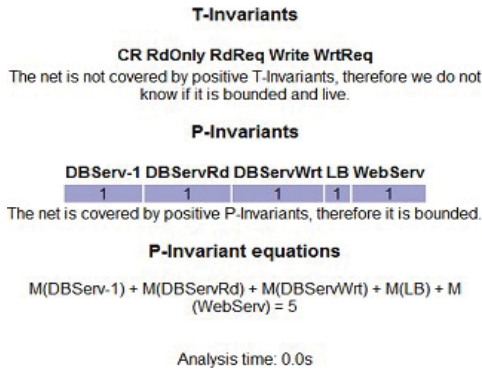 T-Invariants
CR RdOnly RdReq Write WrtReq
The net is not covered by positive T-Invariants, therefore we do not
know if it is bounded and live.
P-Invariants
DBServ-1 DBServRd DBServWrt LB WebServ
1 1 1 1 1
The net is covered by positive P-Invariants, therefore it is bounded.
P-Invariant equations
M(DBServ-1) + M(DBServRd) + M(DBServWrt) + M(LB) + M
(WebServ) = 5
Analysis time: 0.0s